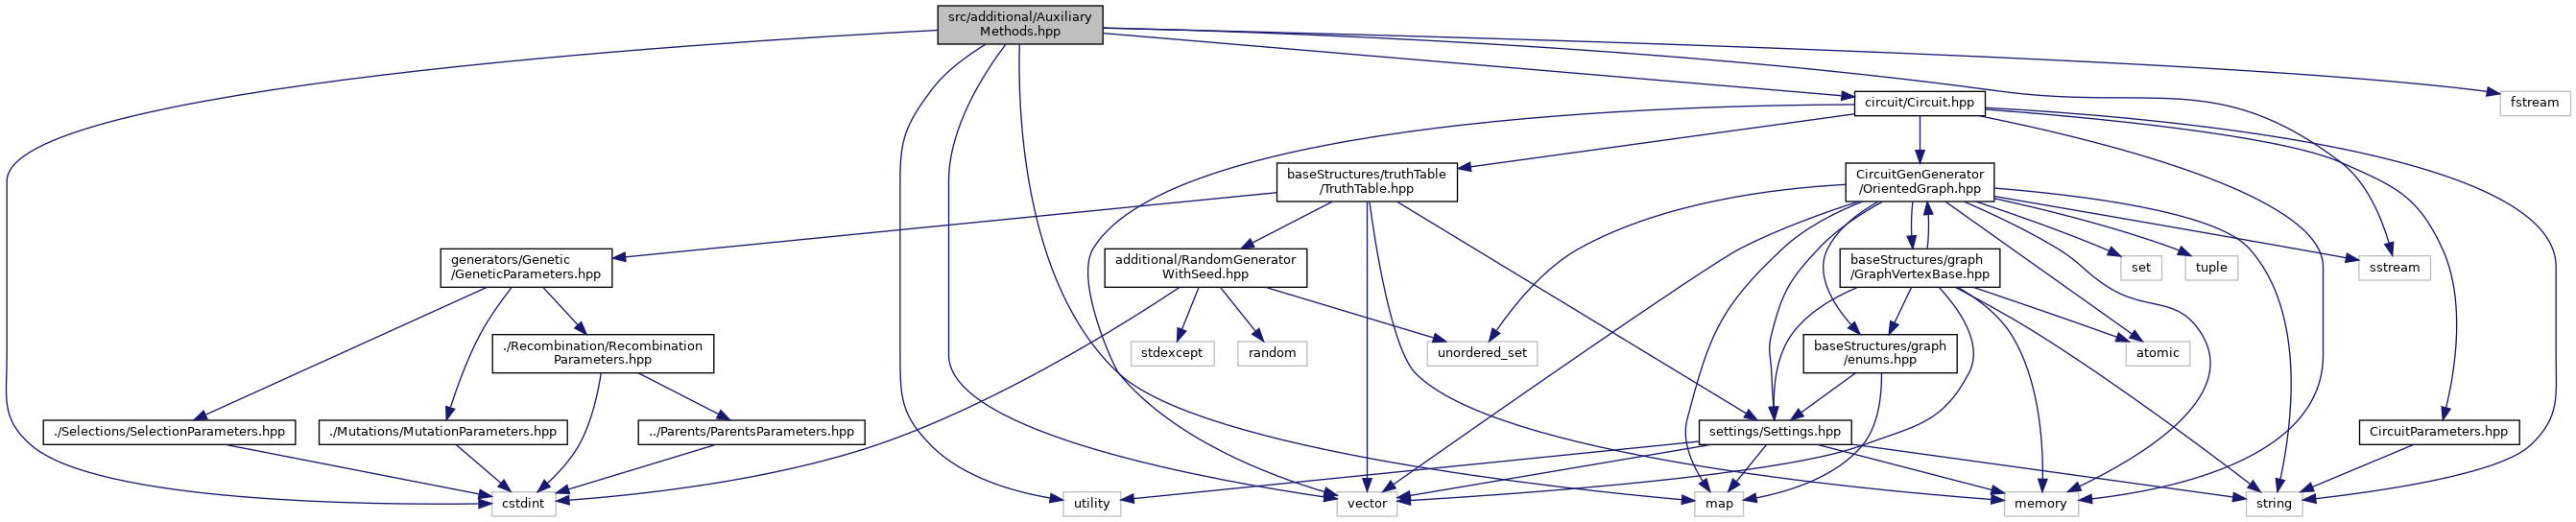 src/additional/Auxiliary
Methods.hpp
circuit/Circuit.hpp
fstream
baseStructures/truthTable
/TruthTable.hpp
CircuitGenGenerator
/OrientedGraph.hpp
generators/Genetic
/GeneticParameters.hpp
additional/RandomGenerator
WithSeed.hpp
baseStructures/graph
/GraphVertexBase.hpp
set
tuple
sstream
./Recombination/Recombination
Parameters.hpp
stdexcept
random
unordered_set
baseStructures/graph
/enums.hpp
atomic
./Selections/SelectionParameters.hpp
./Mutations/MutationParameters.hpp
../Parents/ParentsParameters.hpp
settings/Settings.hpp
CircuitParameters.hpp
cstdint
utility
vector
map
memory
string